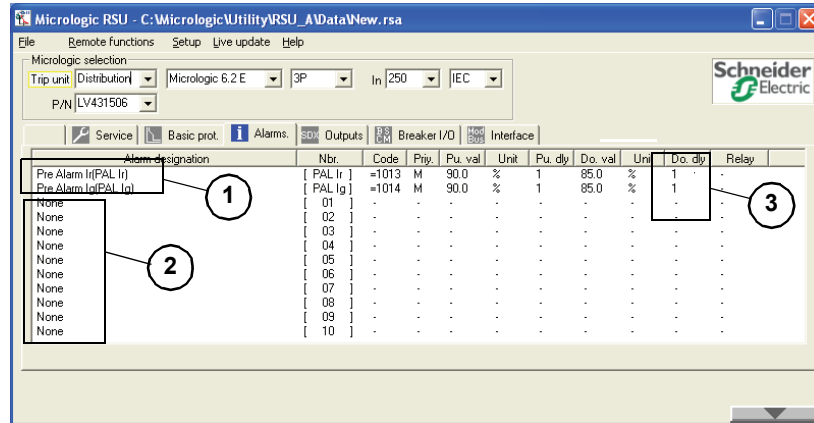 Micrologic RSU - C:\Micrologic\Utility\RSU_A\Data\New.rsa
File Remote functions Setup Live update Help
Micrologic selection
Trip unit Distribution Micrologic 6.2 E 3P In 250 IEC
P/N LV431506
Schneider
Electric
Service Basic prot. Alarms. SDX Outputs BSCM Breaker I/O Mod Bus Interface
Alarm designation Nbr. Code Priy. Pu. val Unit Pu. dly Do. val Unit Do. dly Relay
Pre Alarm Ir(PAL Ir) [ PAL Ir ] =1013 M 90.0 % 1 85.0 % 1 -
Pre Alarm Ig(PAL Ig) [ PAL Ig ] =1014 M 90.0 % 1 85.0 % 1 -
None [ 01 ] - - - - - - - - -
None [ 02 ] - - - - - - - - -
None [ 03 ] - - - - - - - - -
None [ 04 ] - - - - - - - - -
None [ 05 ] - - - - - - - - -
None [ 06 ] - - - - - - - - -
None [ 07 ] - - - - - - - - -
None [ 08 ] - - - - - - - - -
None [ 09 ] - - - - - - - - -
None [ 10 ] - - - - - - - - -
1
2
3